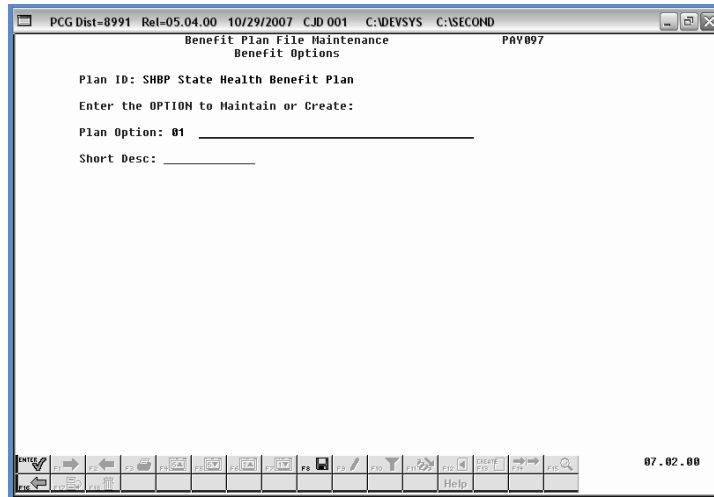 PCG Dist=8991 Rel=05.04.00 10/29/2007 CJD 001 C:\DEVSYS C:\SECOND
Benefit Plan File Maintenance PAY097
Benefit Options
Plan ID: SHBP State Health Benefit Plan
Enter the OPTION to Maintain or Create:
Plan Option: 01
Short Desc:
ENTER F1 F2 F3 F4 F5 F6 F7 F8 F9 F10 F11 F12 CREATE F13 F14 F15 07.02.00
F16 F17 F18 Help